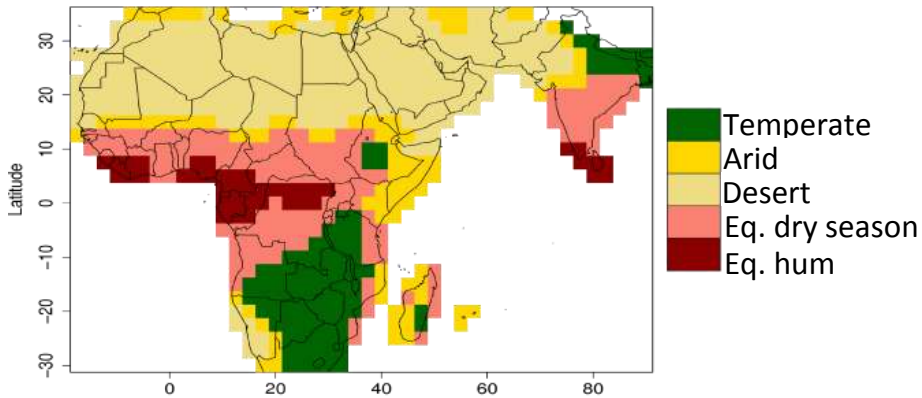 30
20
10
0
-10
-20
-30
Latitude
0
20
40
60
80
Temperate
Arid
Desert
Eq. dry season
Eq. hum